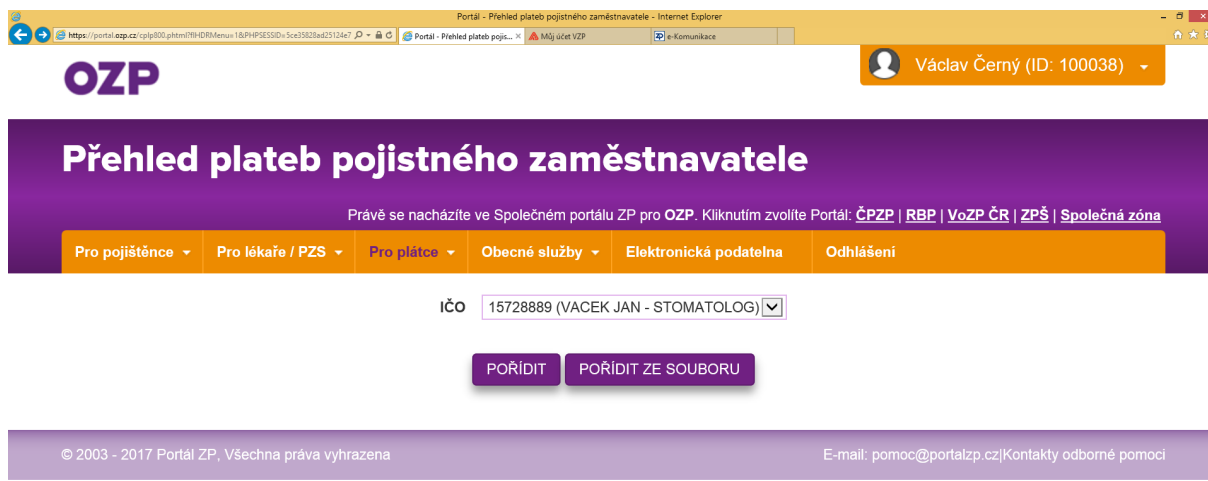 Portál - Přehled plateb pojistného zaměstnavatele - Internet Explorer
https://portal.ozp.cz/cplp800.phtml?flHDRMenu=1&PHPSESSID=5ce35828ad25124e7
Portál - Přehled plateb pojis...
Můj účet VZP
e-Komunikace
OZP
Václav Černý (ID: 100038)
Přehled plateb pojistného zaměstnavatele
Právě se nacházíte ve Společném portálu ZP pro OZP. Kliknutím zvolíte Portál: ČPZP | RBP | VoZP ČR | ZPŠ | Společná zóna
Pro pojištěnce Pro lékaře / PZS Pro plátce Obecné služby Elektronická podatelna Odhlášení
IČO 15728889 (VACEK JAN - STOMATOLOG)
POŘÍDIT POŘÍDIT ZE SOUBORU
© 2003 - 2017 Portál ZP, Všechna práva vyhrazena E-mail: pomoc@portalzp.cz|Kontakty odborné pomoci